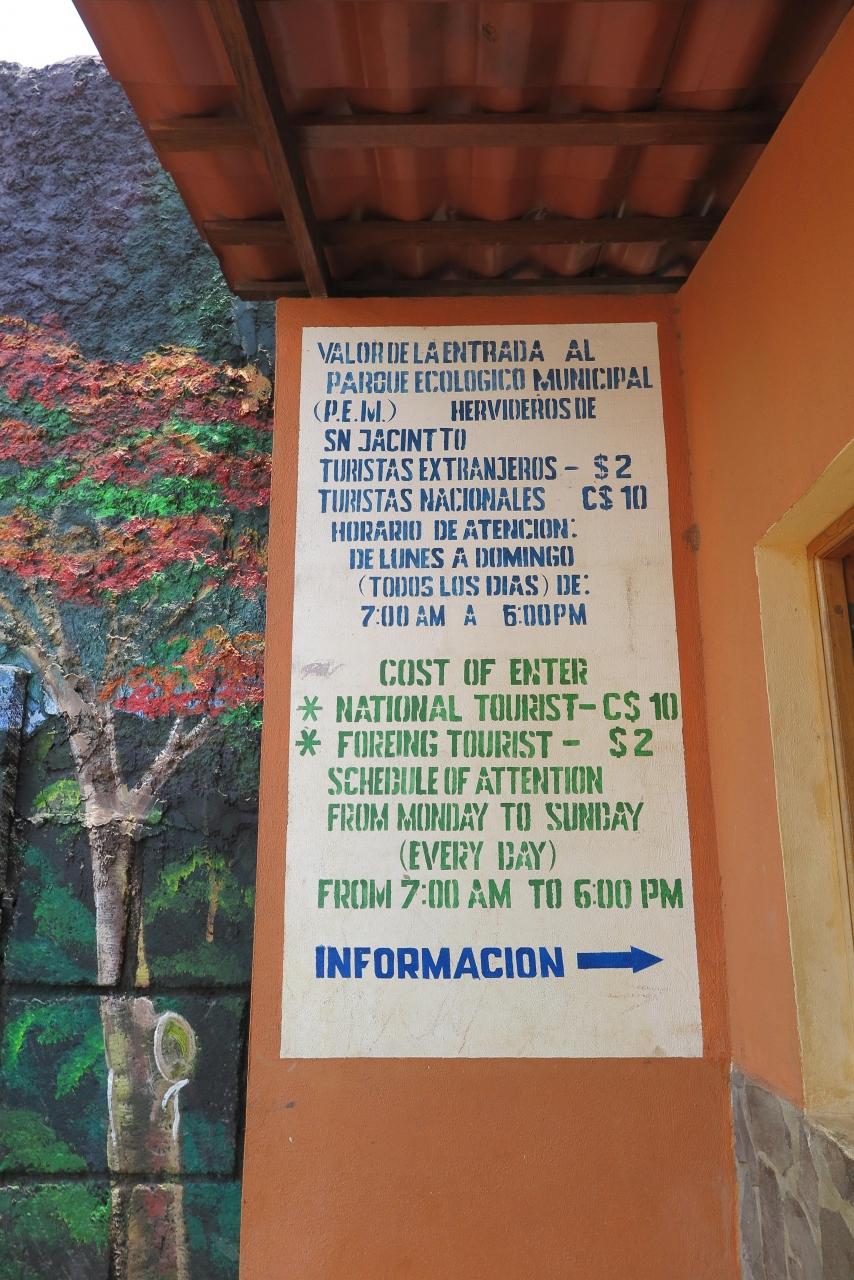 VALOR DE LA ENTRADA AL
PARQUE ECOLOGICO MUNICIPAL
(P.E.M.) HERVIDEROS DE
SN JACINTTO
TURISTAS EXTRANJEROS - $2
TURISTAS NACIONALES C$ 10
HORARIO DE ATENCION:
DE LUNES A DOMINGO
(TODOS LOS DIAS) DE:
7:00 AM A 6:00 PM
COST OF ENTER
* NATIONAL TOURIST - C$ 10
* FOREING TOURIST - $2
SCHEDULE OF ATTENTION
FROM MONDAY TO SUNDAY
(EVERY DAY)
FROM 7:00 AM TO 6:00 PM
INFORMACION →